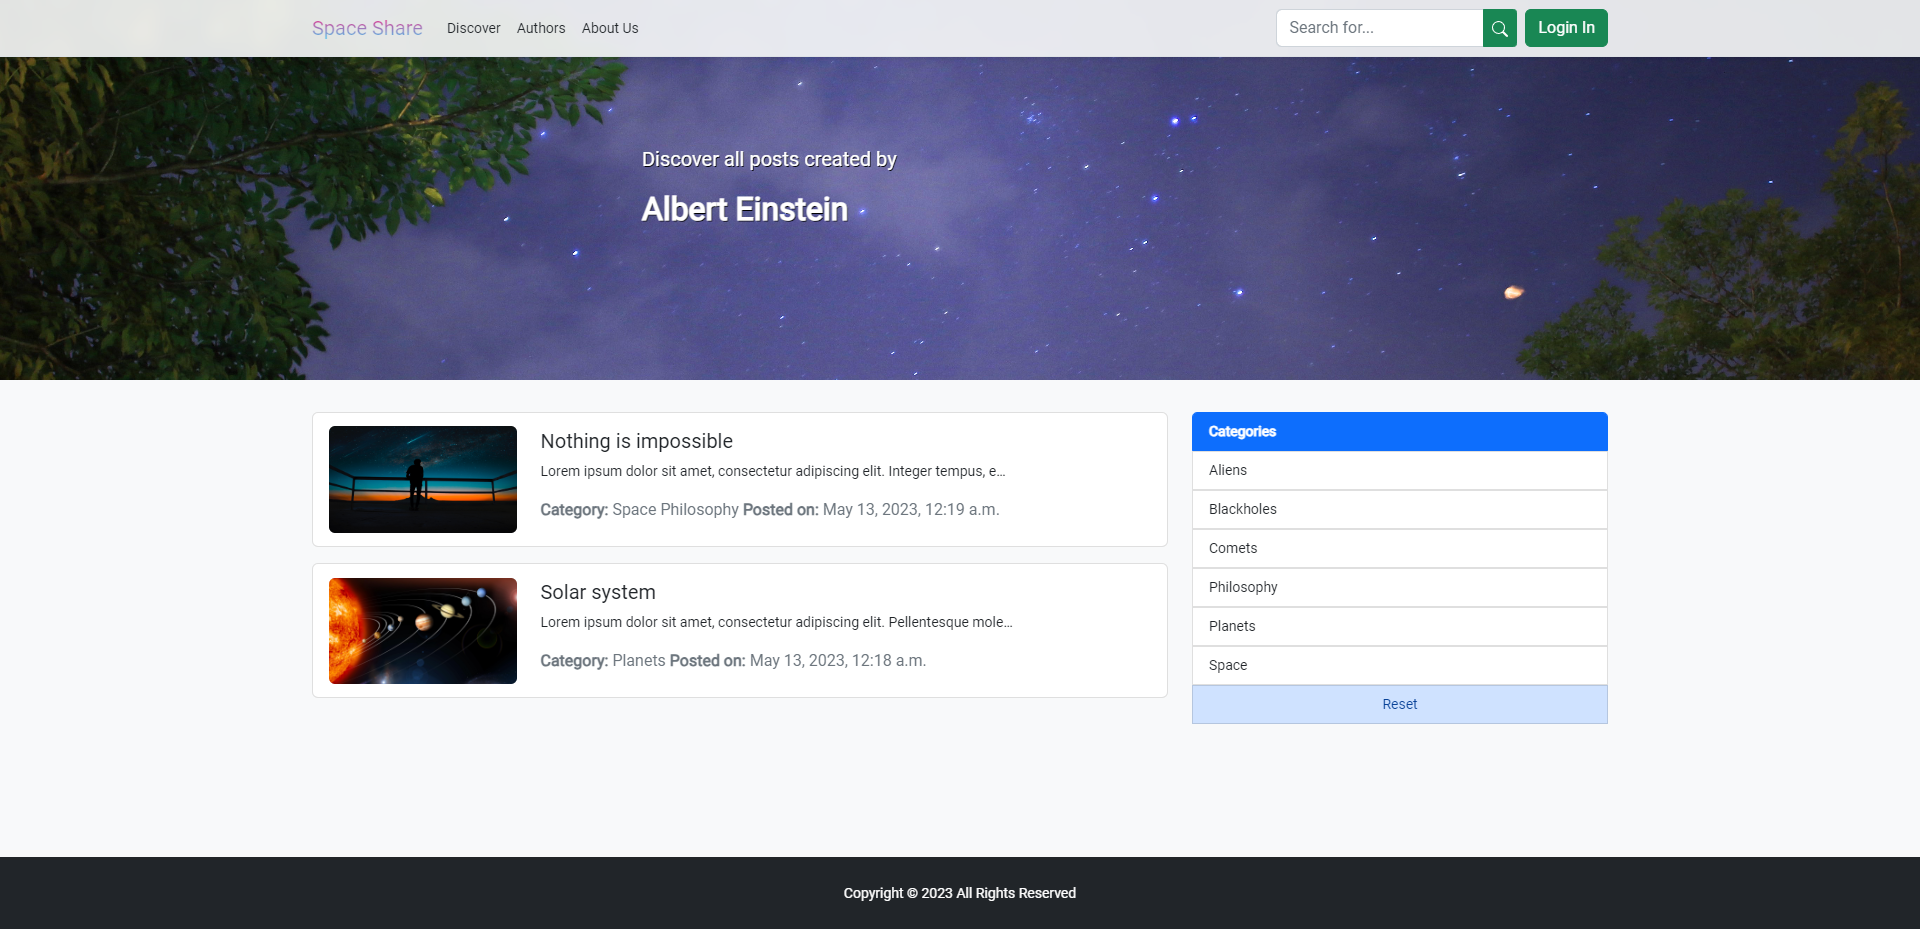 Space Share Discover Authors About Us Search for... Login In
Discover all posts created by
Albert Einstein
Nothing is impossible
Lorem ipsum dolor sit amet, consectetur adipiscing elit. Integer tempus, e...
Category: Space Philosophy Posted on: May 13, 2023, 12:19 a.m.
Solar system
Lorem ipsum dolor sit amet, consectetur adipiscing elit. Pellentesque mole...
Category: Planets Posted on: May 13, 2023, 12:18 a.m.
Categories
Aliens
Blackholes
Comets
Philosophy
Planets
Space
Reset
Copyright © 2023 All Rights Reserved